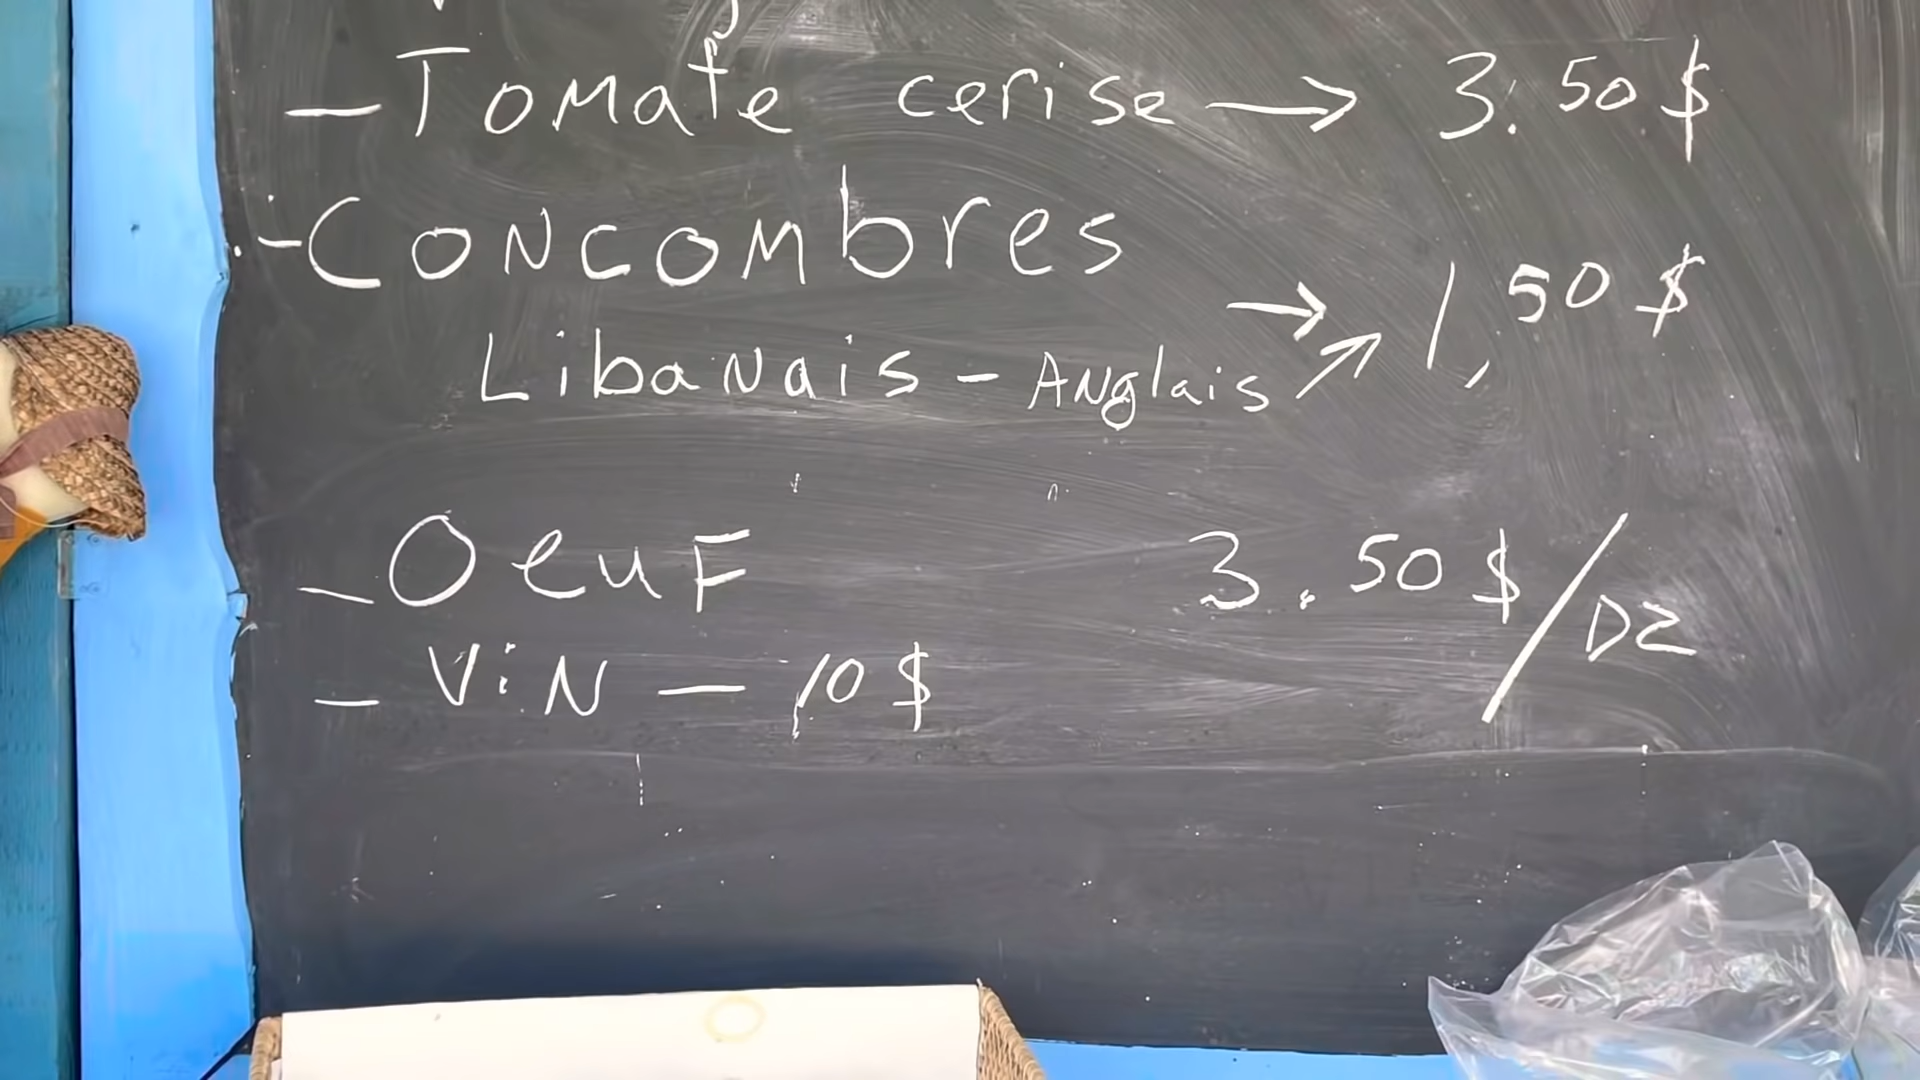 - Tomate cerise → 3.50 $
- Concombres
Libanais - Anglais → 1,50 $
- Oeuf 3.50 $/DZ
- ViN - 10 $